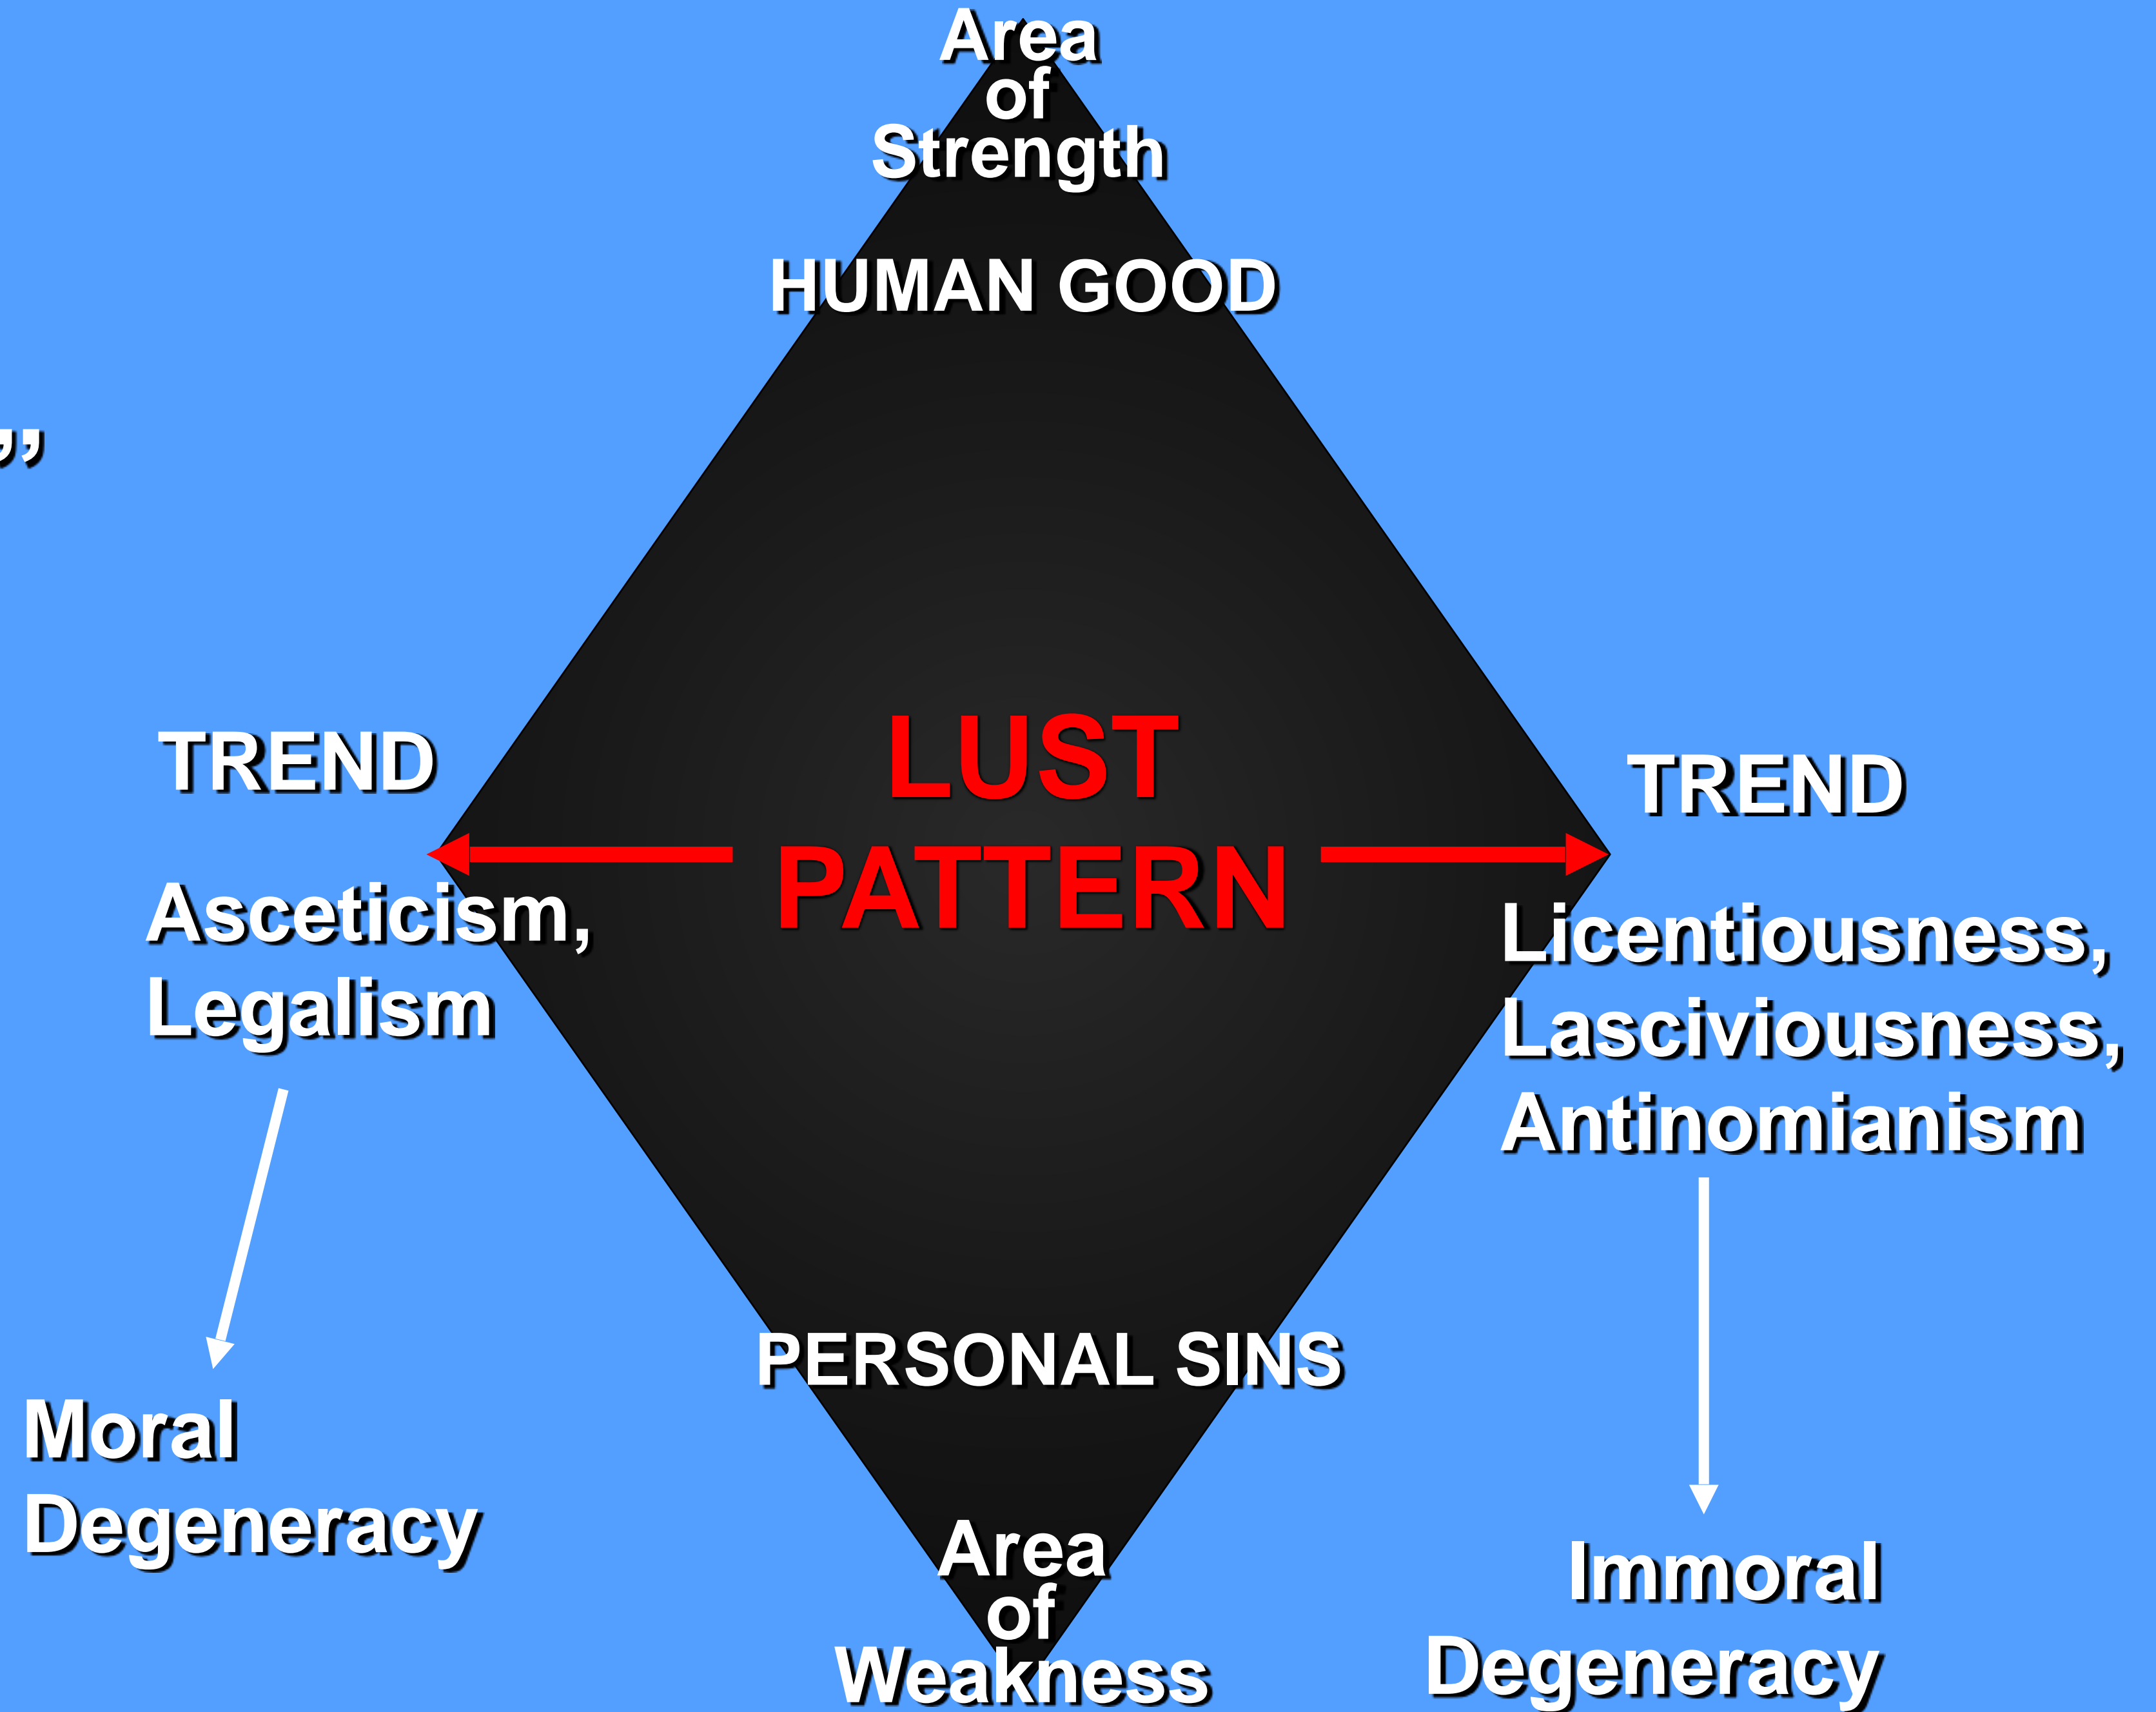 Area
of
Strength
HUMAN GOOD
”
LUST
PATTERN
TREND
Asceticism,
Legalism
TREND
Licentiousness,
Lasciviousness,
Antinomianism
PERSONAL SINS
Moral
Degeneracy
Area
of
Weakness
Immoral
Degeneracy